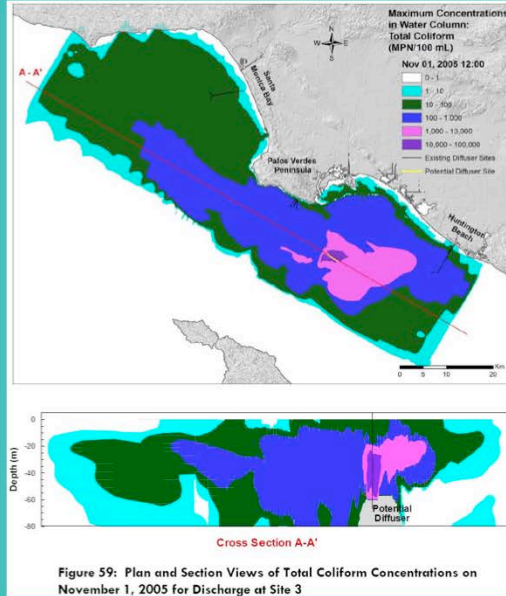 Maximum Concentrations
in Water Column:
Total Coliform
(MPN/100 mL)
Nov 01, 2005 12:00
0 - 1
1 - 10
10 - 100
100 - 1,000
1,000 - 10,000
10,000 - 100,000
Existing Diffuser Sites
Potential Diffuser Site
N
W
E
S
A - A'
Santa
Monica Bay
Palos Verdes
Peninsula
Huntington
Beach
0
5
10
20
Km
0
-20
-40
-60
-80
Depth (m)
Potential
Diffuser
Cross Section A-A'
Figure 59: Plan and Section Views of Total Coliform Concentrations on
November 1, 2005 for Discharge at Site 3